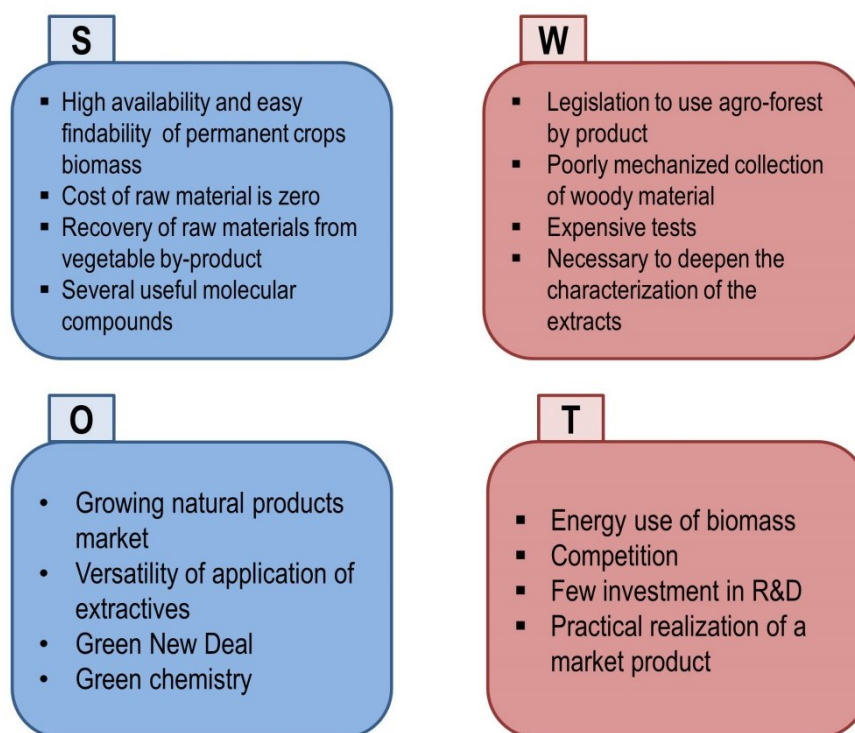 S
▪ High availability and easy
findability of permanent crops
biomass
▪ Cost of raw material is zero
▪ Recovery of raw materials from
vegetable by-product
▪ Several useful molecular
compounds
W
▪ Legislation to use agro-forest
by product
▪ Poorly mechanized collection
of woody material
▪ Expensive tests
▪ Necessary to deepen the
characterization of the
extracts
O
• Growing natural products
market
• Versatility of application of
extractives
• Green New Deal
• Green chemistry
T
▪ Energy use of biomass
▪ Competition
▪ Few investment in R&D
▪ Practical realization of a
market product